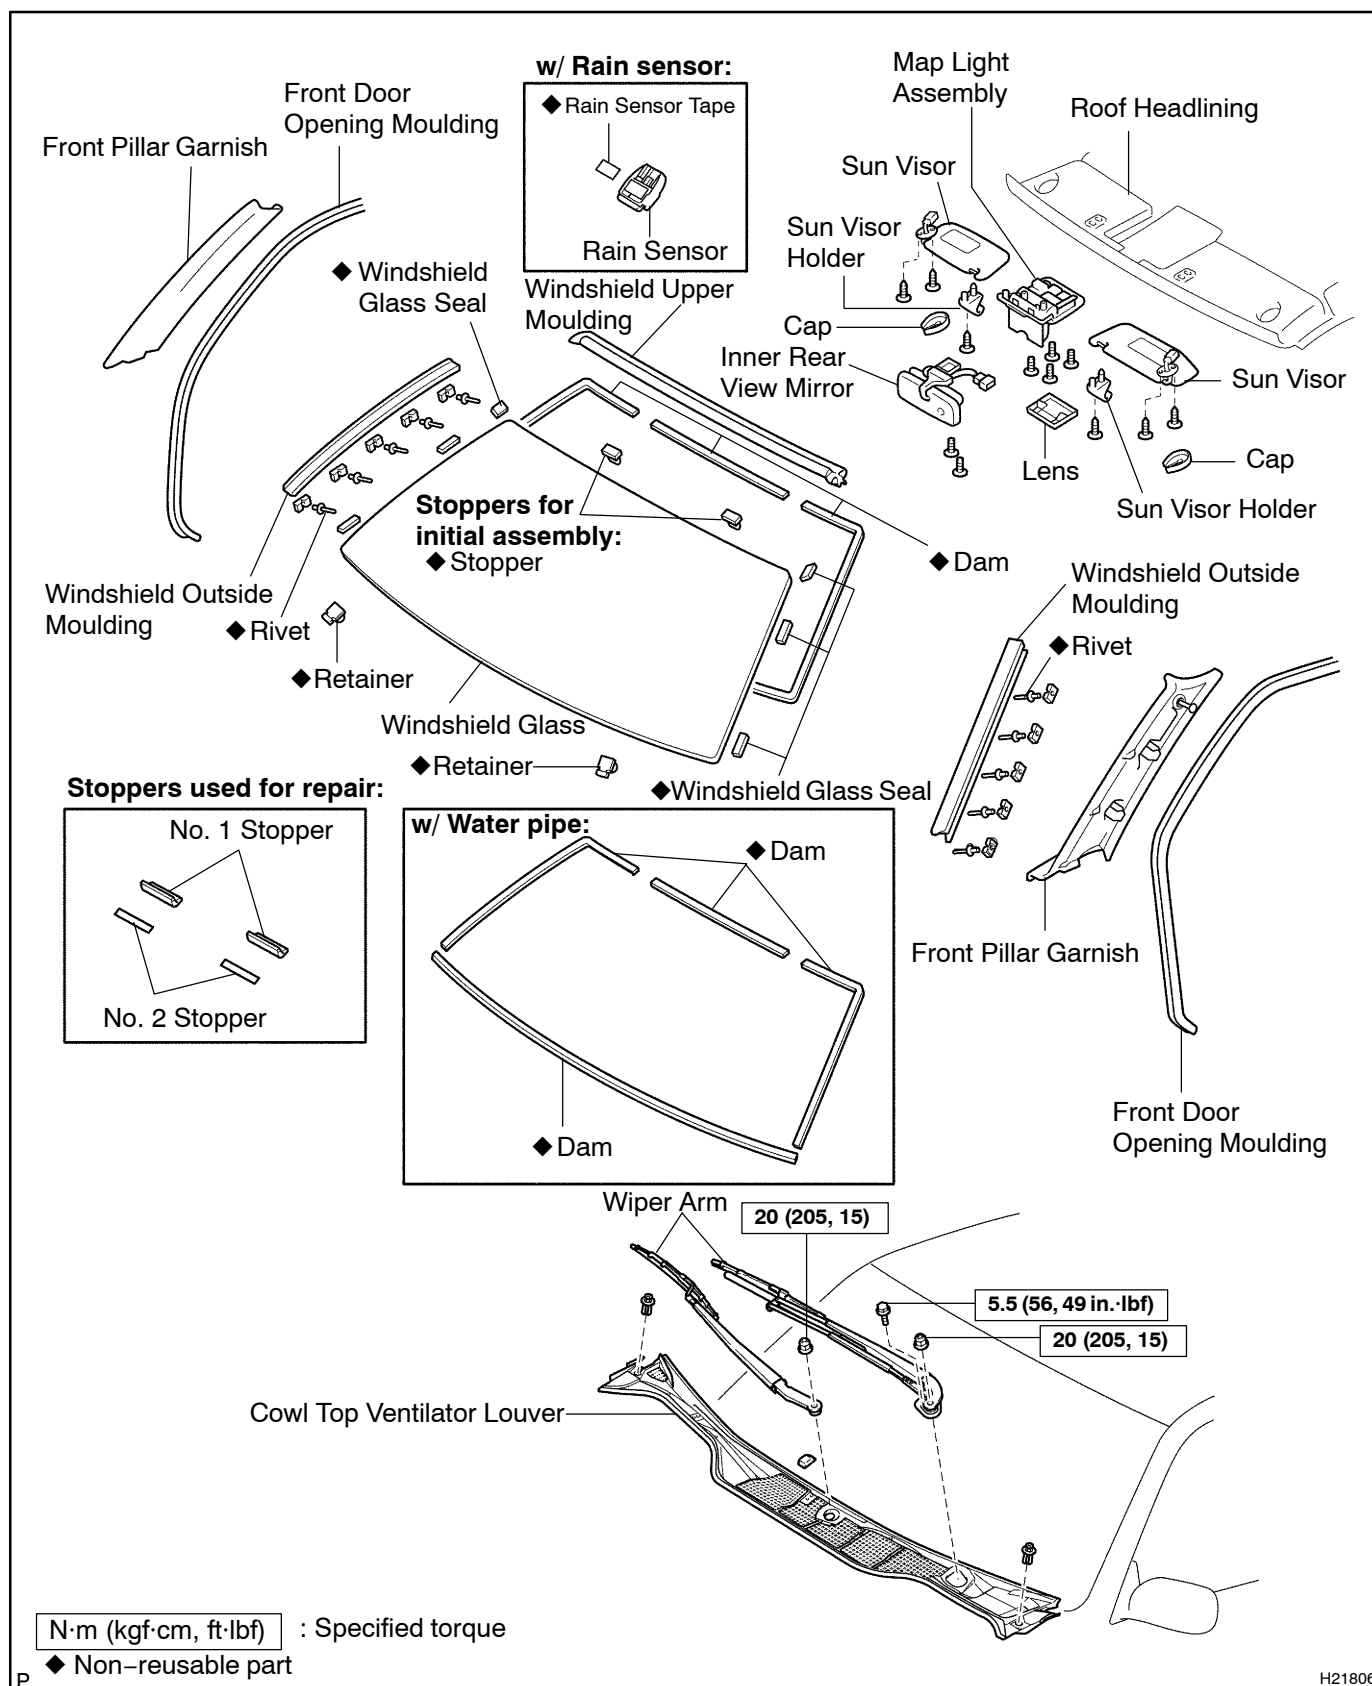 w/ Rain sensor:
◆ Rain Sensor Tape
Rain Sensor
Map Light
Assembly
Roof Headlining
Front Door
Opening Moulding
Front Pillar Garnish
Sun Visor
Sun Visor
Holder
◆ Windshield
Glass Seal
Windshield Upper
Moulding
Cap
Inner Rear
View Mirror
Sun Visor
Lens
Cap
Sun Visor Holder
Stoppers for
initial assembly:
◆ Stopper
◆ Dam
Windshield Outside
Moulding
◆ Rivet
◆ Retainer
Windshield Outside
Moulding
◆ Rivet
Windshield Glass
◆ Retainer
◆ Windshield Glass Seal
Stoppers used for repair:
No. 1 Stopper
No. 2 Stopper
w/ Water pipe:
◆ Dam
◆ Dam
Front Pillar Garnish
Front Door
Opening Moulding
Wiper Arm
20 (205, 15)
5.5 (56, 49 in.·lbf)
20 (205, 15)
Cowl Top Ventilator Louver
N·m (kgf·cm, ft·lbf) : Specified torque
◆ Non−reusable part
P
H21806